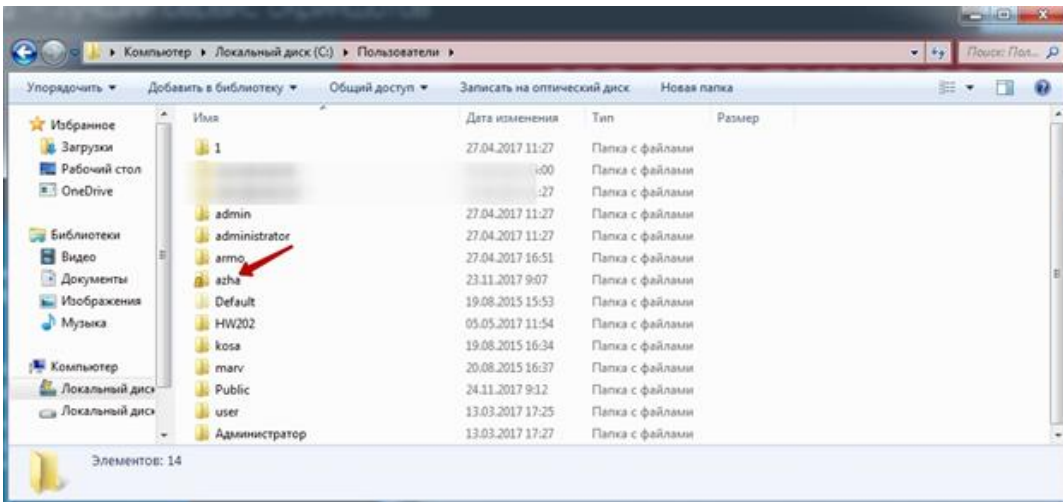 Компьютер ▸ Локальный диск (C:) ▸ Пользователи ▸
Поиск: Пол...
Упорядочить ▾ Добавить в библиотеку ▾ Общий доступ ▾ Записать на оптический диск Новая папка
Имя Дата изменения Тип Размер
Избранное
Загрузки
Рабочий стол
OneDrive
Библиотеки
Видео
Документы
Изображения
Музыка
Компьютер
Локальный диск
Локальный диск
1 27.04.2017 11:27 Папка с файлами
:00 Папка с файлами
:27 Папка с файлами
admin 27.04.2017 11:27 Папка с файлами
administrator 27.04.2017 11:27 Папка с файлами
armo 27.04.2017 16:51 Папка с файлами
azha 23.11.2017 9:07 Папка с файлами
Default 19.08.2015 15:53 Папка с файлами
HW202 05.05.2017 11:54 Папка с файлами
kosa 19.08.2015 16:34 Папка с файлами
marv 20.08.2015 16:37 Папка с файлами
Public 24.11.2017 9:12 Папка с файлами
user 13.03.2017 17:25 Папка с файлами
Администратор 13.03.2017 17:27 Папка с файлами
Элементов: 14